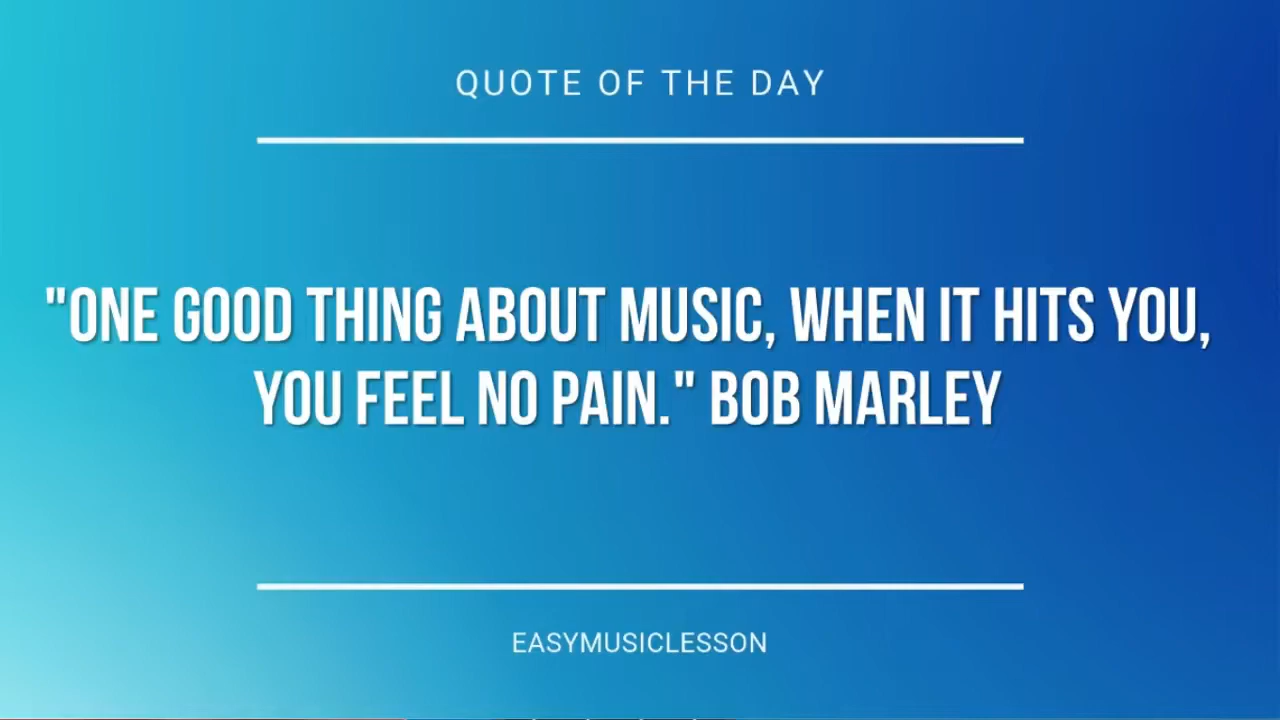 QUOTE OF THE DAY
"ONE GOOD THING ABOUT MUSIC, WHEN IT HITS YOU,
YOU FEEL NO PAIN." BOB MARLEY
EASYMUSICLESSON